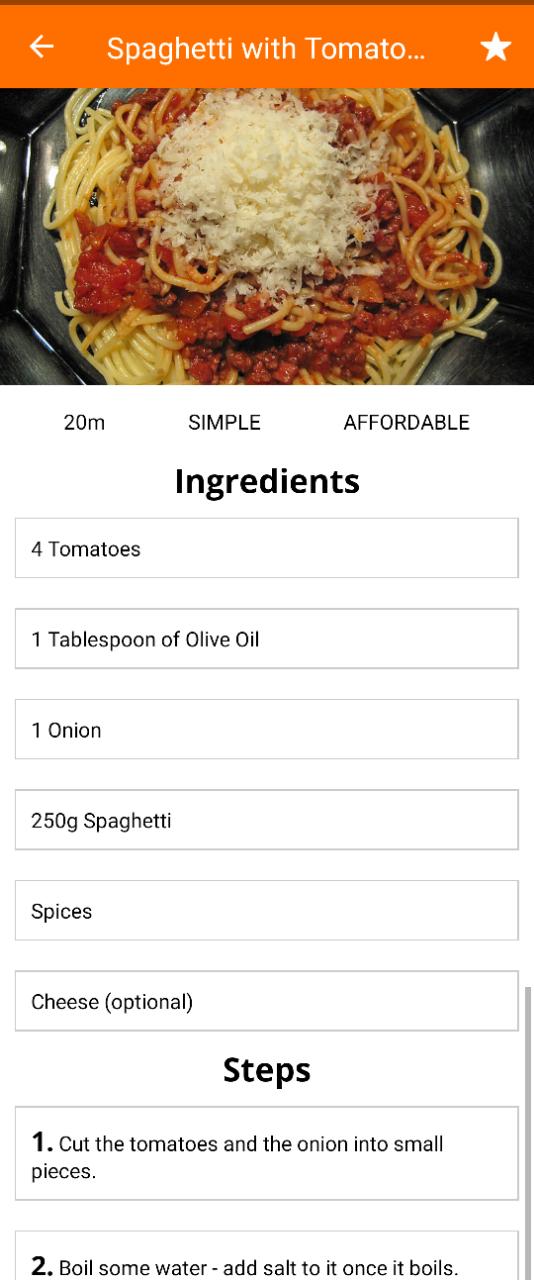 Spaghetti with Tomato...
20m SIMPLE AFFORDABLE
Ingredients
4 Tomatoes
1 Tablespoon of Olive Oil
1 Onion
250g Spaghetti
Spices
Cheese (optional)
Steps
1. Cut the tomatoes and the onion into small
pieces.
2. Boil some water - add salt to it once it boils.